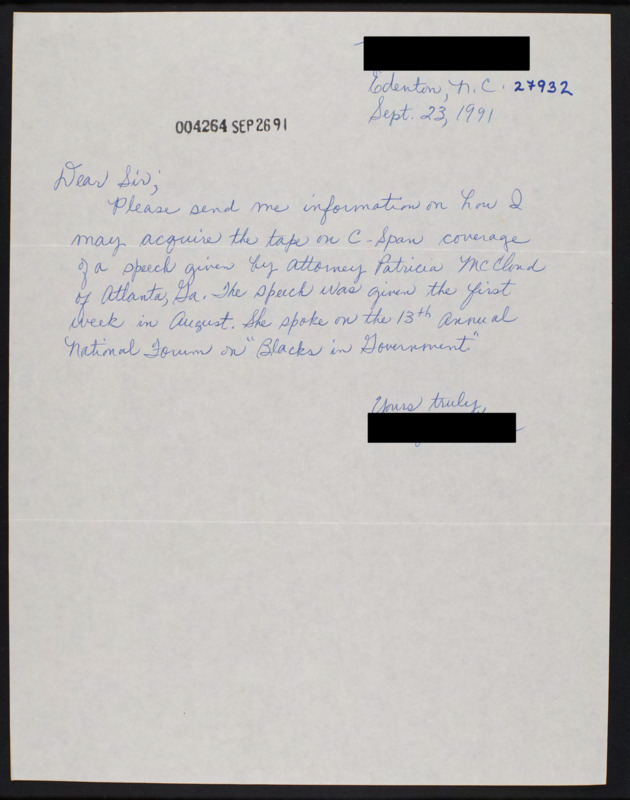 Edenton, N.C. 27932
Sept. 23, 1991
004264 SEP 26 91
Dear Sir;
Please send me information on how I
may acquire the tape on C-Span coverage
of a speech given by attorney Patricia McCloud
of Atlanta, Ga. The speech was given the first
week in August. She spoke on the 13th annual
National Forum on "Blacks in Government."
Yours truly,